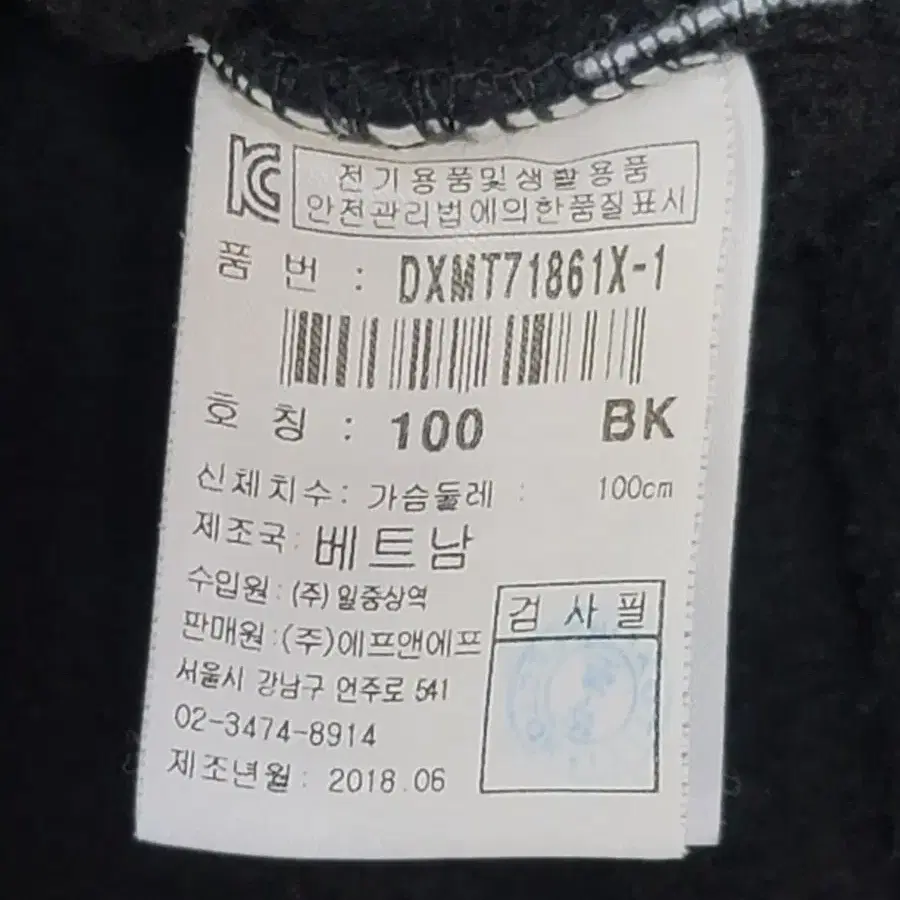 KC 전기용품및생활용품
안전관리법에의한품질표시
품 번 : DXMT71861X-1
호 칭 : 100 BK
신체치수: 가슴둘레 : 100cm
제조국: 베트남
수입원 : (주) 일중상역
판매원 : (주)에프앤에프
서울시 강남구 언주로 541
02-3474-8914
제조년월 : 2018.06
검 사 필